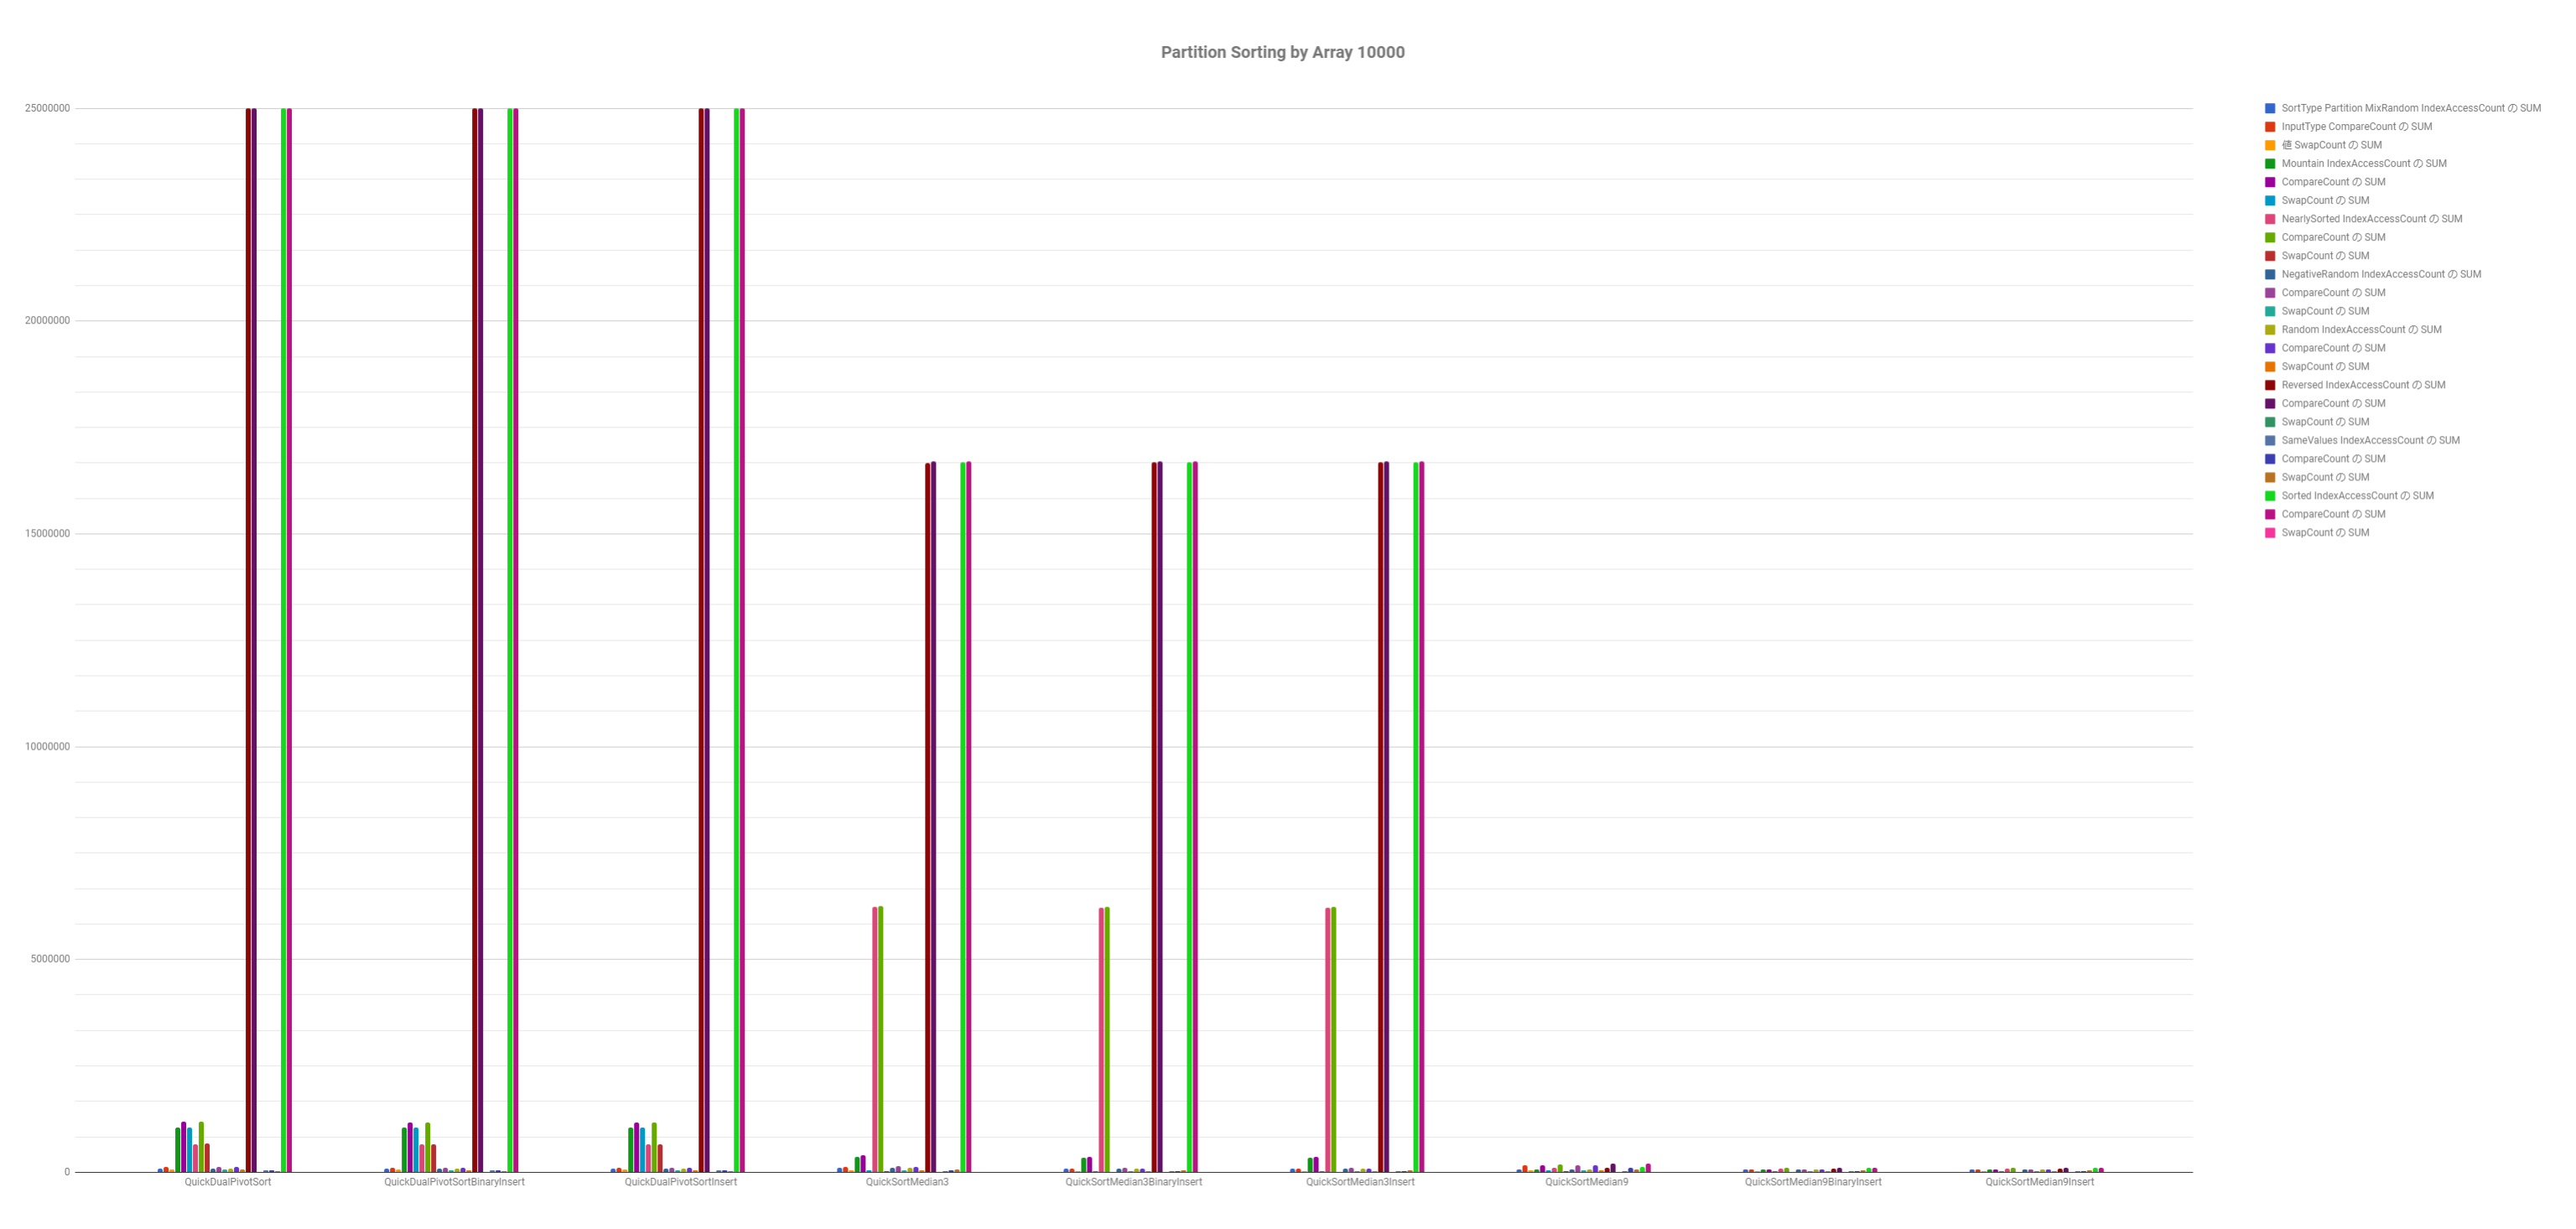 Partition Sorting by Array 10000
25000000
20000000
15000000
10000000
5000000
0
QuickDualPivotSort
QuickDualPivotSortBinaryInsert
QuickDualPivotSortInsert
QuickSortMedian3
QuickSortMedian3BinaryInsert
QuickSortMedian3Insert
QuickSortMedian9
QuickSortMedian9BinaryInsert
QuickSortMedian9Insert
SortType Partition MixRandom IndexAccessCount の SUM
InputType CompareCount の SUM
値 SwapCount の SUM
Mountain IndexAccessCount の SUM
CompareCount の SUM
SwapCount の SUM
NearlySorted IndexAccessCount の SUM
CompareCount の SUM
SwapCount の SUM
NegativeRandom IndexAccessCount の SUM
CompareCount の SUM
SwapCount の SUM
Random IndexAccessCount の SUM
CompareCount の SUM
SwapCount の SUM
Reversed IndexAccessCount の SUM
CompareCount の SUM
SwapCount の SUM
SameValues IndexAccessCount の SUM
CompareCount の SUM
SwapCount の SUM
Sorted IndexAccessCount の SUM
CompareCount の SUM
SwapCount の SUM